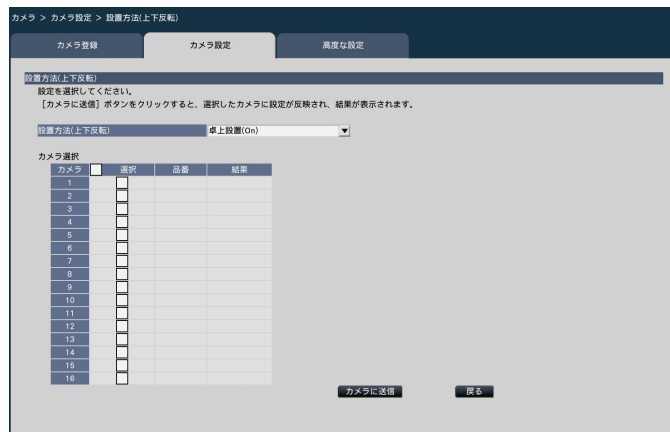 カメラ > カメラ設定 > 設置方法(上下反転)
カメラ登録 カメラ設定 高度な設定
設置方法(上下反転)
設定を選択してください。
［カメラに送信］ボタンをクリックすると、選択したカメラに設定が反映され、結果が表示されます。
設置方法(上下反転) 卓上設置(On)
カメラ選択
カメラ 選択 品番 結果
1
2
3
4
5
6
7
8
9
10
11
12
13
14
15
16
カメラに送信 戻る